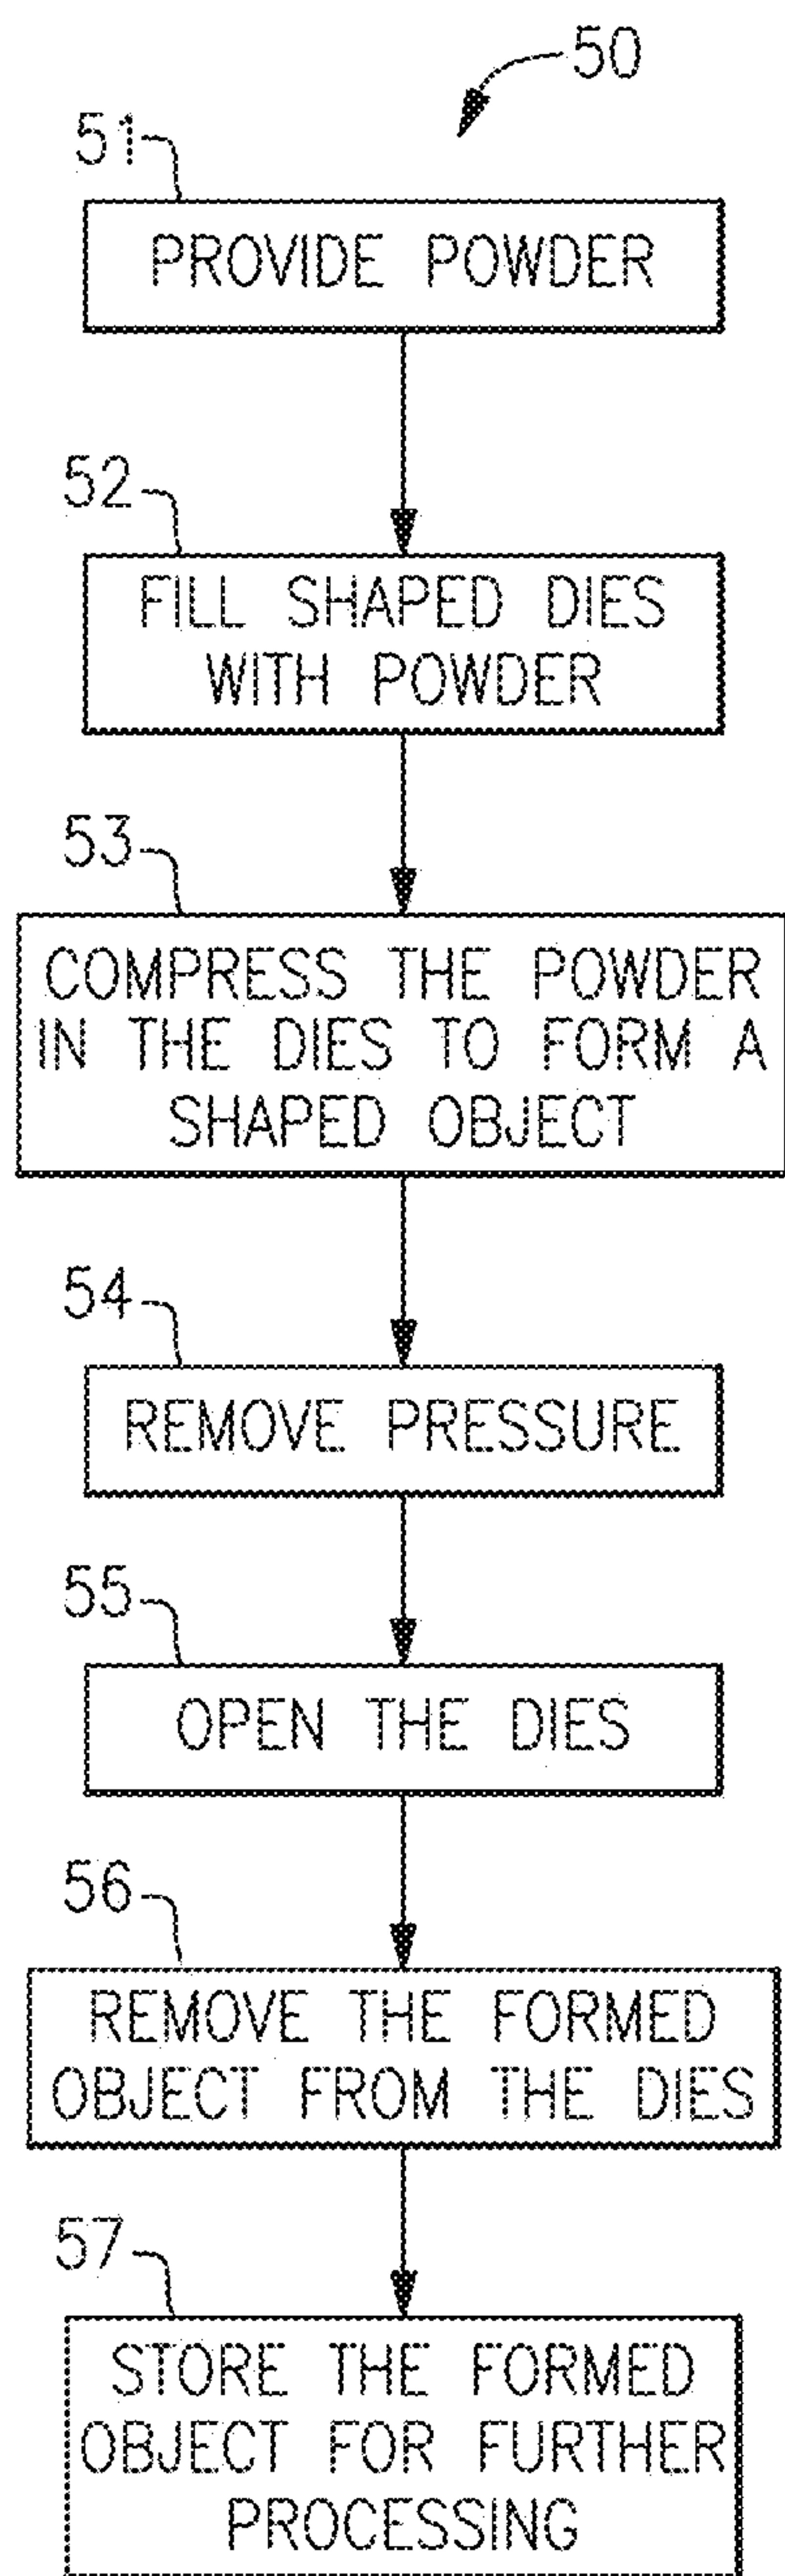 50
51
PROVIDE POWDER
52
FILL SHAPED DIES
WITH POWDER
53
COMPRESS THE POWDER
IN THE DIES TO FORM A
SHAPED OBJECT
54
REMOVE PRESSURE
55
OPEN THE DIES
56
REMOVE THE FORMED
OBJECT FROM THE DIES
57
STORE THE FORMED
OBJECT FOR FURTHER
PROCESSING